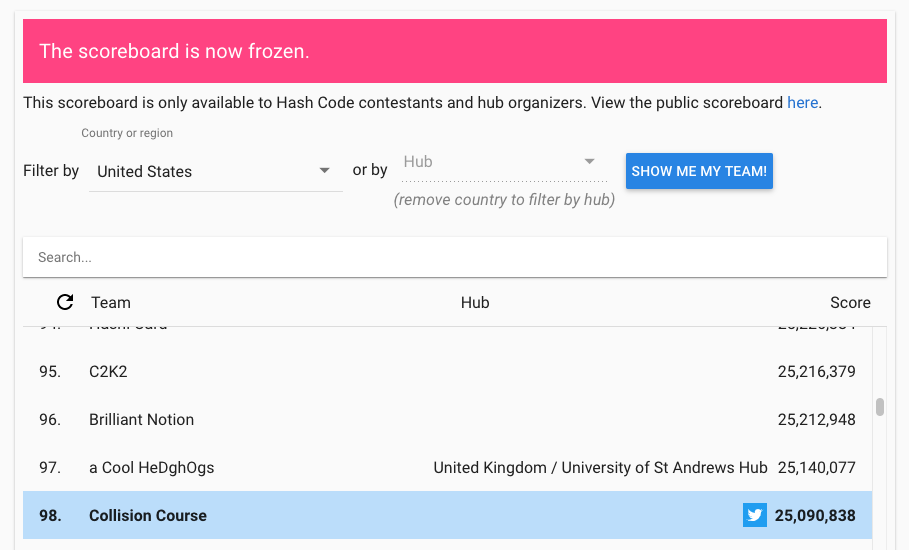 The scoreboard is now frozen.
This scoreboard is only available to Hash Code contestants and hub organizers. View the public scoreboard here.
Country or region
Filter by United States or by Hub SHOW ME MY TEAM!
(remove country to filter by hub)
Search...
Team Hub Score
95. C2K2 25,216,379
96. Brilliant Notion 25,212,948
97. a Cool HeDghOgs United Kingdom / University of St Andrews Hub 25,140,077
98. Collision Course 25,090,838